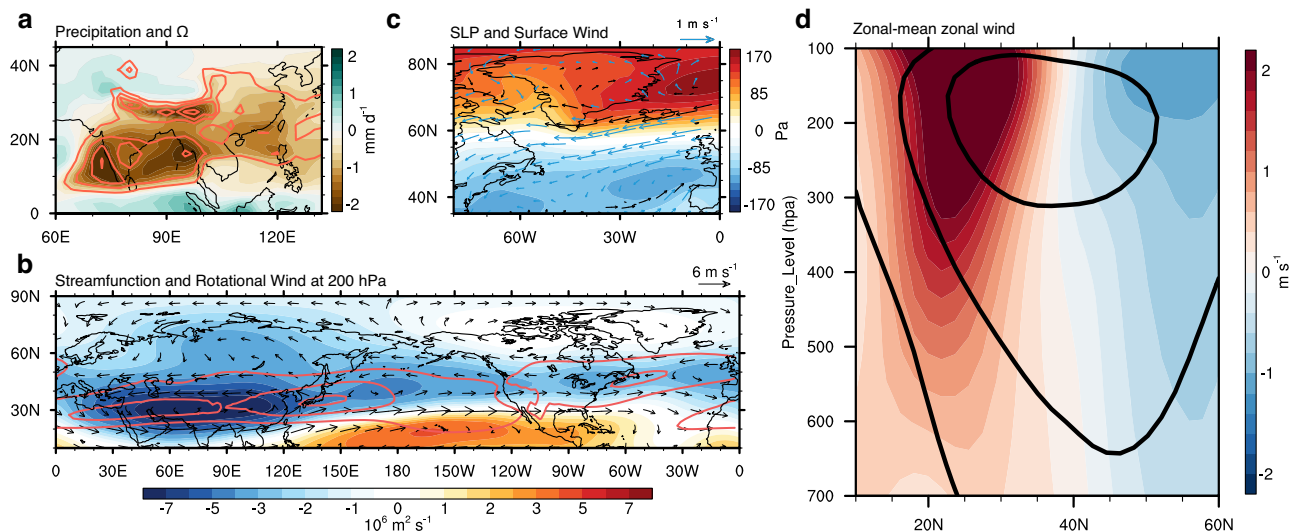 a
Precipitation and Ω
40N
20N
0
60E
90E
120E
2
1
0
-1
-2
mm d⁻¹
c
SLP and Surface Wind
1 m s⁻¹
80N
60N
40N
60W
30W
0
170
85
0
-85
-170
Pa
b
Streamfunction and Rotational Wind at 200 hPa
6 m s⁻¹
90N
60N
30N
0
30E
60E
90E
120E
150E
180
150W
120W
90W
60W
30W
0
-7
-5
-3
-1
0
1
3
5
7
10⁶ m² s⁻¹
d
Zonal-mean zonal wind
100
200
300
400
500
600
700
Pressure_Level (hpa)
20N
40N
60N
2
1
0
-1
-2
m s⁻¹